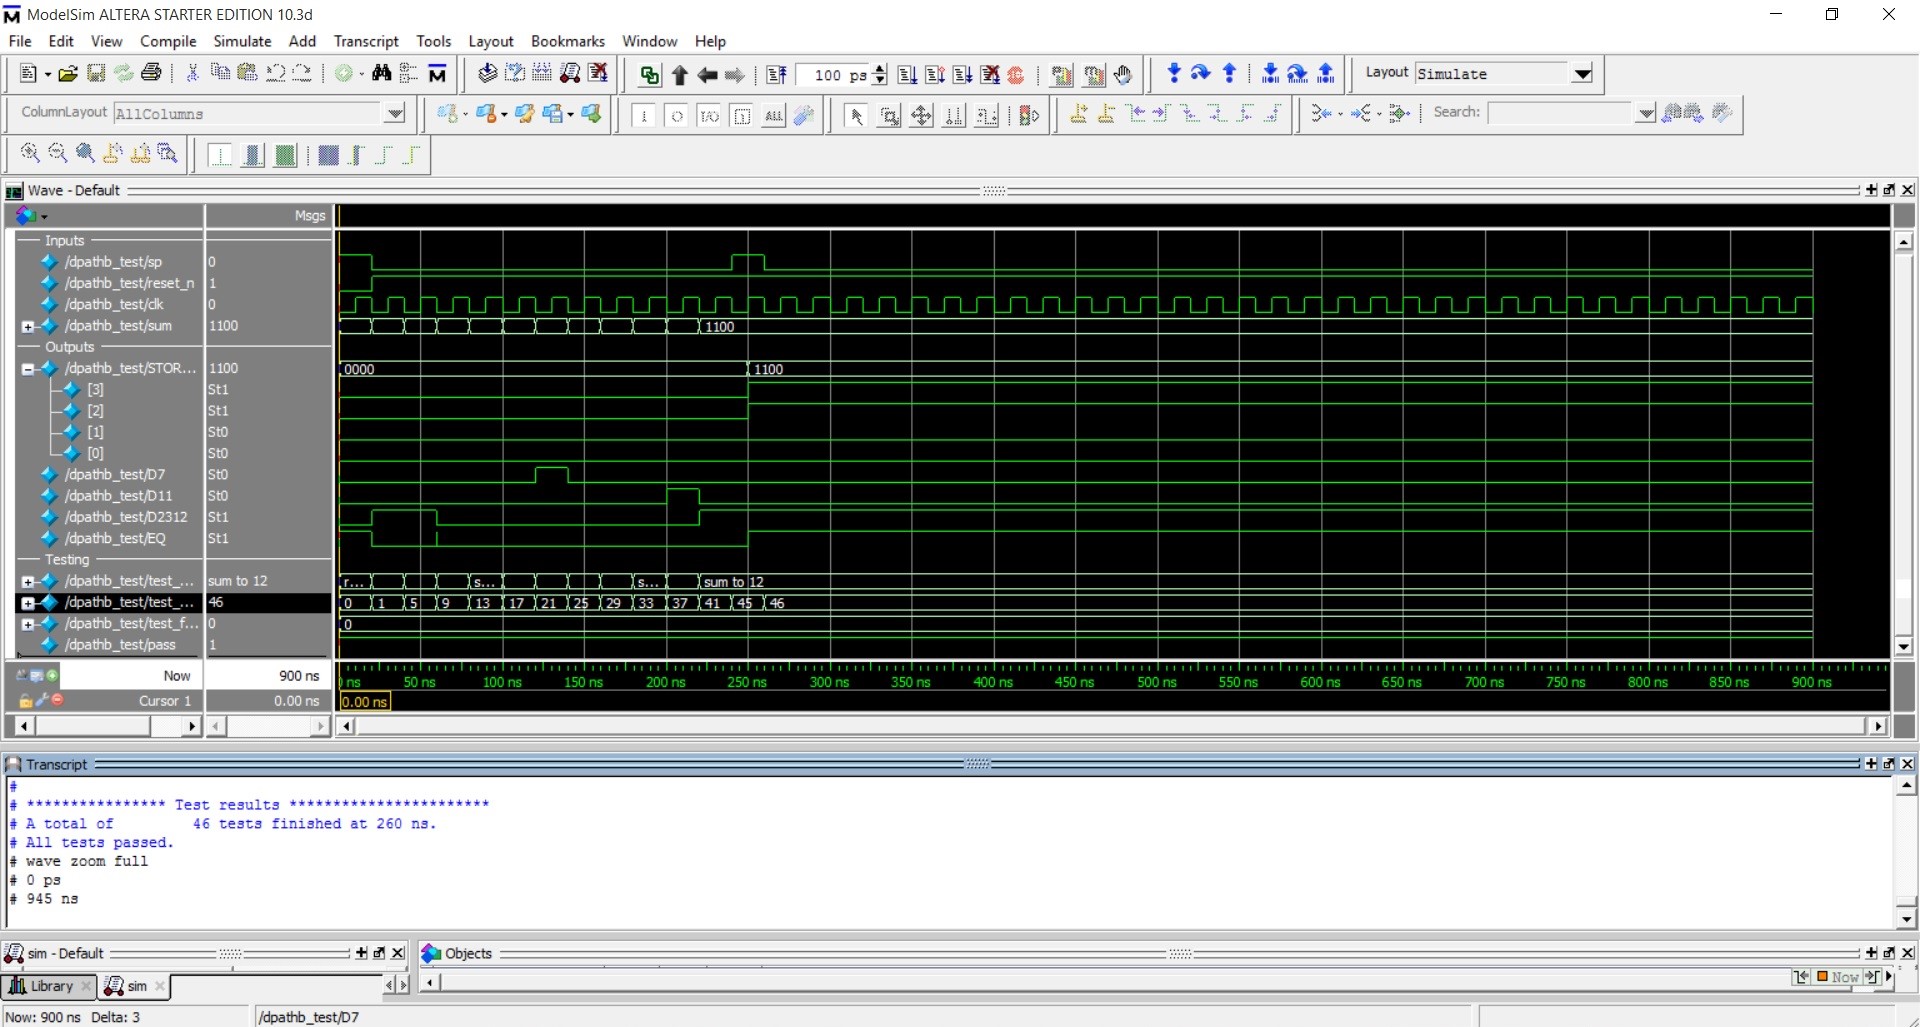 ModelSim ALTERA STARTER EDITION 10.3d
File Edit View Compile Simulate Add Transcript Tools Layout Bookmarks Window Help
100 ps Layout Simulate
ColumnLayout AllColumns ALL Search:
Wave - Default
Msgs
Inputs
/dpathb_test/sp 0
/dpathb_test/reset_n 1
/dpathb_test/clk 0
/dpathb_test/sum 1100 1100
Outputs
/dpathb_test/STOR... 1100 0000 1100
[3] St1
[2] St1
[1] St0
[0] St0
/dpathb_test/D7 St0
/dpathb_test/D11 St0
/dpathb_test/D2312 St1
/dpathb_test/EQ St1
Testing
/dpathb_test/test_... sum to 12 r... s... s... sum to 12
/dpathb_test/test_... 46 0 1 5 9 13 17 21 25 29 33 37 41 45 46
/dpathb_test/test_f... 0 0
/dpathb_test/pass 1
Now 900 ns ns 50 ns 100 ns 150 ns 200 ns 250 ns 300 ns 350 ns 400 ns 450 ns 500 ns 550 ns 600 ns 650 ns 700 ns 750 ns 800 ns 850 ns 900 ns
Cursor 1 0.00 ns 0.00 ns
Transcript
#
# **************** Test results ***********************
# A total of 46 tests finished at 260 ns.
# All tests passed.
# wave zoom full
# 0 ps
# 945 ns
sim - Default Objects
Library sim Now
Now: 900 ns Delta: 3 /dpathb_test/D7